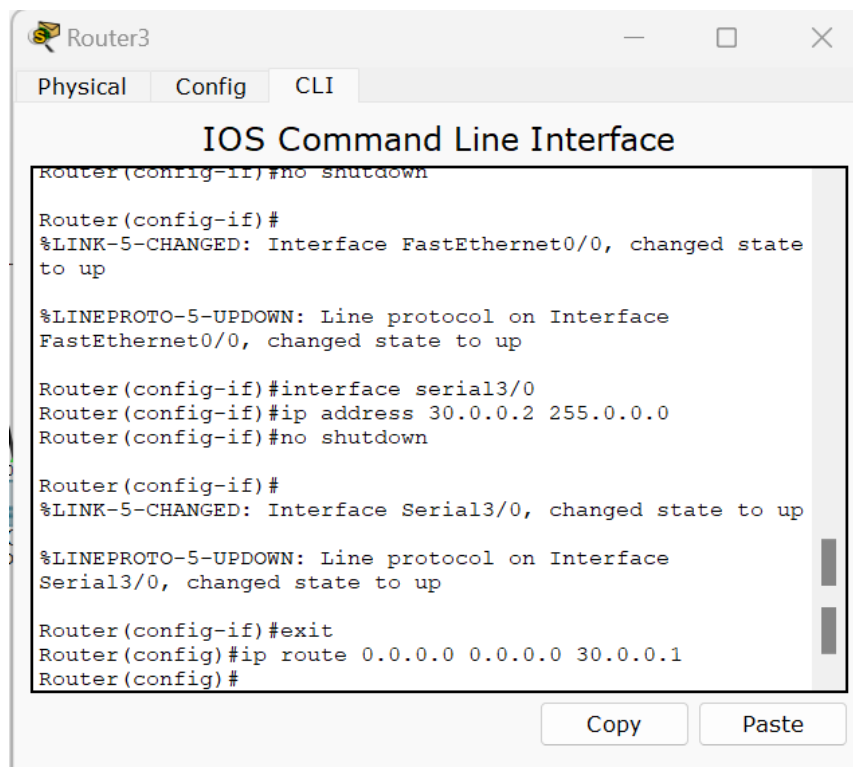 Router3
Physical Config CLI
IOS Command Line Interface
Router(config-if)#no shutdown
Router(config-if)#
%LINK-5-CHANGED: Interface FastEthernet0/0, changed state
to up
%LINEPROTO-5-UPDOWN: Line protocol on Interface
FastEthernet0/0, changed state to up
Router(config-if)#interface serial3/0
Router(config-if)#ip address 30.0.0.2 255.0.0.0
Router(config-if)#no shutdown
Router(config-if)#
%LINK-5-CHANGED: Interface Serial3/0, changed state to up
%LINEPROTO-5-UPDOWN: Line protocol on Interface
Serial3/0, changed state to up
Router(config-if)#exit
Router(config)#ip route 0.0.0.0 0.0.0.0 30.0.0.1
Router(config)#
Copy Paste